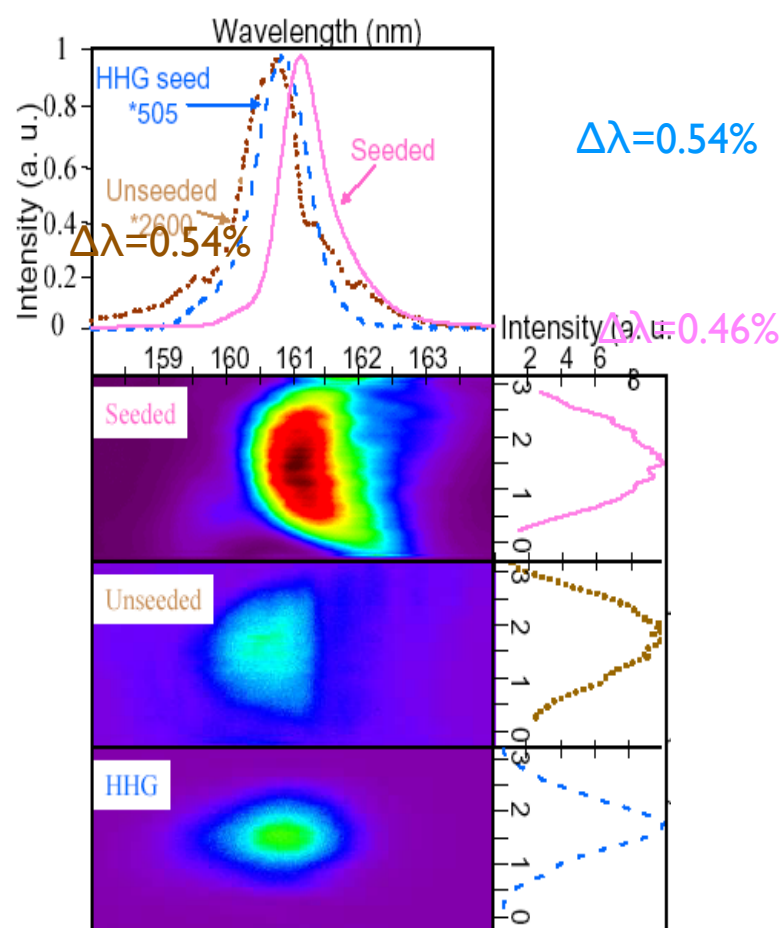 Wavelength (nm)
Intensity (a. u.)
1
0.8
0.6
0.4
0.2
0
HHG seed
*505
Seeded
Unseeded
*2600
Δλ=0.54%
Δλ=0.54%
Δλ=0.46%
159 160 161 162 163
Intensity (a. u.
2 4 6 8
Seeded
3
2
1
0
Unseeded
3
2
1
0
HHG
3
2
1
0